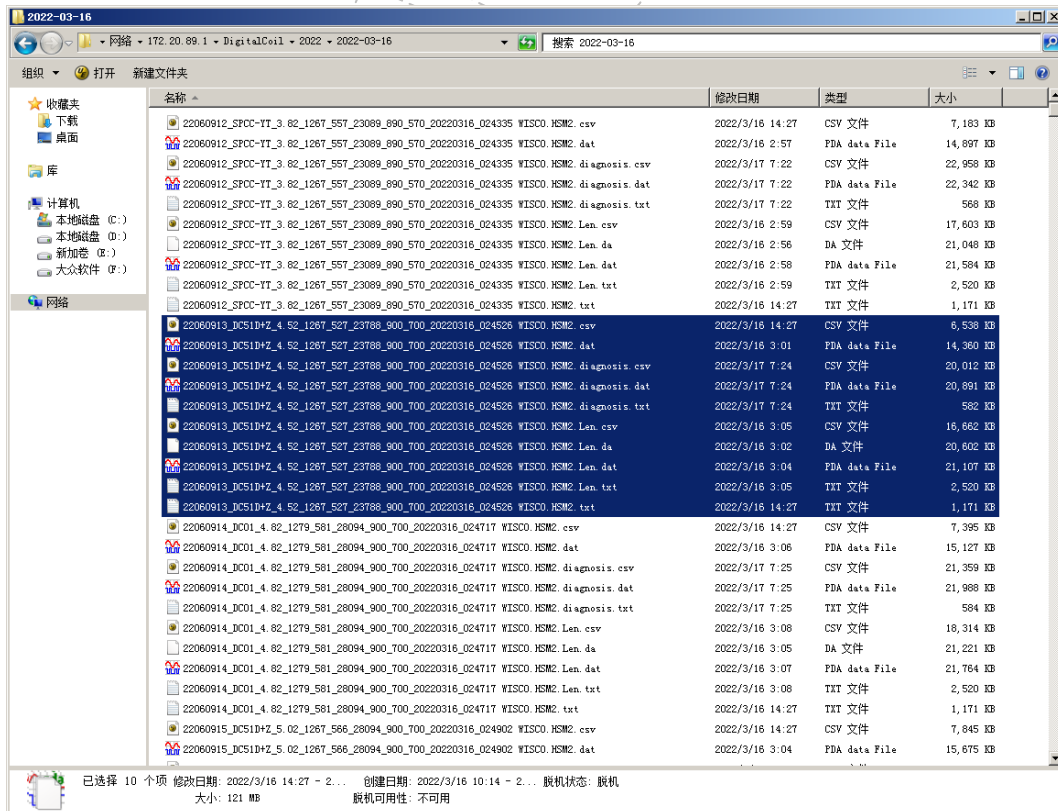 2022-03-16
网络 172.20.89.1 DigitalCoil 2022 2022-03-16 搜索 2022-03-16
组织 打开 新建文件夹
收藏夹
下载
桌面
库
计算机
本地磁盘 (C:)
本地磁盘 (D:)
新加卷 (E:)
大众软件 (F:)
网络
名称 修改日期 类型 大小
22060912_SPCC-YT_3.82_1267_557_23089_890_570_20220316_024335 WISCO.HSM2.csv 2022/3/16 14:27 CSV 文件 7,183 KB
22060912_SPCC-YT_3.82_1267_557_23089_890_570_20220316_024335 WISCO.HSM2.dat 2022/3/16 2:57 PDA data File 14,897 KB
22060912_SPCC-YT_3.82_1267_557_23089_890_570_20220316_024335 WISCO.HSM2.diagnosis.csv 2022/3/17 7:22 CSV 文件 22,958 KB
22060912_SPCC-YT_3.82_1267_557_23089_890_570_20220316_024335 WISCO.HSM2.diagnosis.dat 2022/3/17 7:22 PDA data File 22,342 KB
22060912_SPCC-YT_3.82_1267_557_23089_890_570_20220316_024335 WISCO.HSM2.diagnosis.txt 2022/3/17 7:22 TXT 文件 568 KB
22060912_SPCC-YT_3.82_1267_557_23089_890_570_20220316_024335 WISCO.HSM2.Len.csv 2022/3/16 2:59 CSV 文件 17,603 KB
22060912_SPCC-YT_3.82_1267_557_23089_890_570_20220316_024335 WISCO.HSM2.Len.da 2022/3/16 2:56 DA 文件 21,048 KB
22060912_SPCC-YT_3.82_1267_557_23089_890_570_20220316_024335 WISCO.HSM2.Len.dat 2022/3/16 2:58 PDA data File 21,584 KB
22060912_SPCC-YT_3.82_1267_557_23089_890_570_20220316_024335 WISCO.HSM2.Len.txt 2022/3/16 2:59 TXT 文件 2,520 KB
22060912_SPCC-YT_3.82_1267_557_23089_890_570_20220316_024335 WISCO.HSM2.txt 2022/3/16 14:27 TXT 文件 1,171 KB
22060913_DC51D+Z_4.52_1267_527_23788_900_700_20220316_024526 WISCO.HSM2.csv 2022/3/16 14:27 CSV 文件 6,538 KB
22060913_DC51D+Z_4.52_1267_527_23788_900_700_20220316_024526 WISCO.HSM2.dat 2022/3/16 3:01 PDA data File 14,360 KB
22060913_DC51D+Z_4.52_1267_527_23788_900_700_20220316_024526 WISCO.HSM2.diagnosis.csv 2022/3/17 7:24 CSV 文件 20,012 KB
22060913_DC51D+Z_4.52_1267_527_23788_900_700_20220316_024526 WISCO.HSM2.diagnosis.dat 2022/3/17 7:24 PDA data File 20,891 KB
22060913_DC51D+Z_4.52_1267_527_23788_900_700_20220316_024526 WISCO.HSM2.diagnosis.txt 2022/3/17 7:24 TXT 文件 582 KB
22060913_DC51D+Z_4.52_1267_527_23788_900_700_20220316_024526 WISCO.HSM2.Len.csv 2022/3/16 3:05 CSV 文件 16,662 KB
22060913_DC51D+Z_4.52_1267_527_23788_900_700_20220316_024526 WISCO.HSM2.Len.da 2022/3/16 3:02 DA 文件 20,602 KB
22060913_DC51D+Z_4.52_1267_527_23788_900_700_20220316_024526 WISCO.HSM2.Len.dat 2022/3/16 3:04 PDA data File 21,107 KB
22060913_DC51D+Z_4.52_1267_527_23788_900_700_20220316_024526 WISCO.HSM2.Len.txt 2022/3/16 3:05 TXT 文件 2,520 KB
22060913_DC51D+Z_4.52_1267_527_23788_900_700_20220316_024526 WISCO.HSM2.txt 2022/3/16 14:27 TXT 文件 1,171 KB
22060914_DC01_4.82_1279_581_28094_900_700_20220316_024717 WISCO.HSM2.csv 2022/3/16 14:27 CSV 文件 7,395 KB
22060914_DC01_4.82_1279_581_28094_900_700_20220316_024717 WISCO.HSM2.dat 2022/3/16 3:06 PDA data File 15,127 KB
22060914_DC01_4.82_1279_581_28094_900_700_20220316_024717 WISCO.HSM2.diagnosis.csv 2022/3/17 7:25 CSV 文件 21,359 KB
22060914_DC01_4.82_1279_581_28094_900_700_20220316_024717 WISCO.HSM2.diagnosis.dat 2022/3/17 7:25 PDA data File 21,988 KB
22060914_DC01_4.82_1279_581_28094_900_700_20220316_024717 WISCO.HSM2.diagnosis.txt 2022/3/17 7:25 TXT 文件 584 KB
22060914_DC01_4.82_1279_581_28094_900_700_20220316_024717 WISCO.HSM2.Len.csv 2022/3/16 3:08 CSV 文件 18,314 KB
22060914_DC01_4.82_1279_581_28094_900_700_20220316_024717 WISCO.HSM2.Len.da 2022/3/16 3:05 DA 文件 21,221 KB
22060914_DC01_4.82_1279_581_28094_900_700_20220316_024717 WISCO.HSM2.Len.dat 2022/3/16 3:07 PDA data File 21,764 KB
22060914_DC01_4.82_1279_581_28094_900_700_20220316_024717 WISCO.HSM2.Len.txt 2022/3/16 3:08 TXT 文件 2,520 KB
22060914_DC01_4.82_1279_581_28094_900_700_20220316_024717 WISCO.HSM2.txt 2022/3/16 14:27 TXT 文件 1,171 KB
22060915_DC51D+Z_5.02_1267_566_28094_900_700_20220316_024902 WISCO.HSM2.csv 2022/3/16 14:27 CSV 文件 7,845 KB
22060915_DC51D+Z_5.02_1267_566_28094_900_700_20220316_024902 WISCO.HSM2.dat 2022/3/16 3:04 PDA data File 15,675 KB
已选择 10 个项 修改日期: 2022/3/16 14:27 - 2... 创建日期: 2022/3/16 10:14 - 2... 脱机状态: 脱机
大小: 121 MB 脱机可用性: 不可用